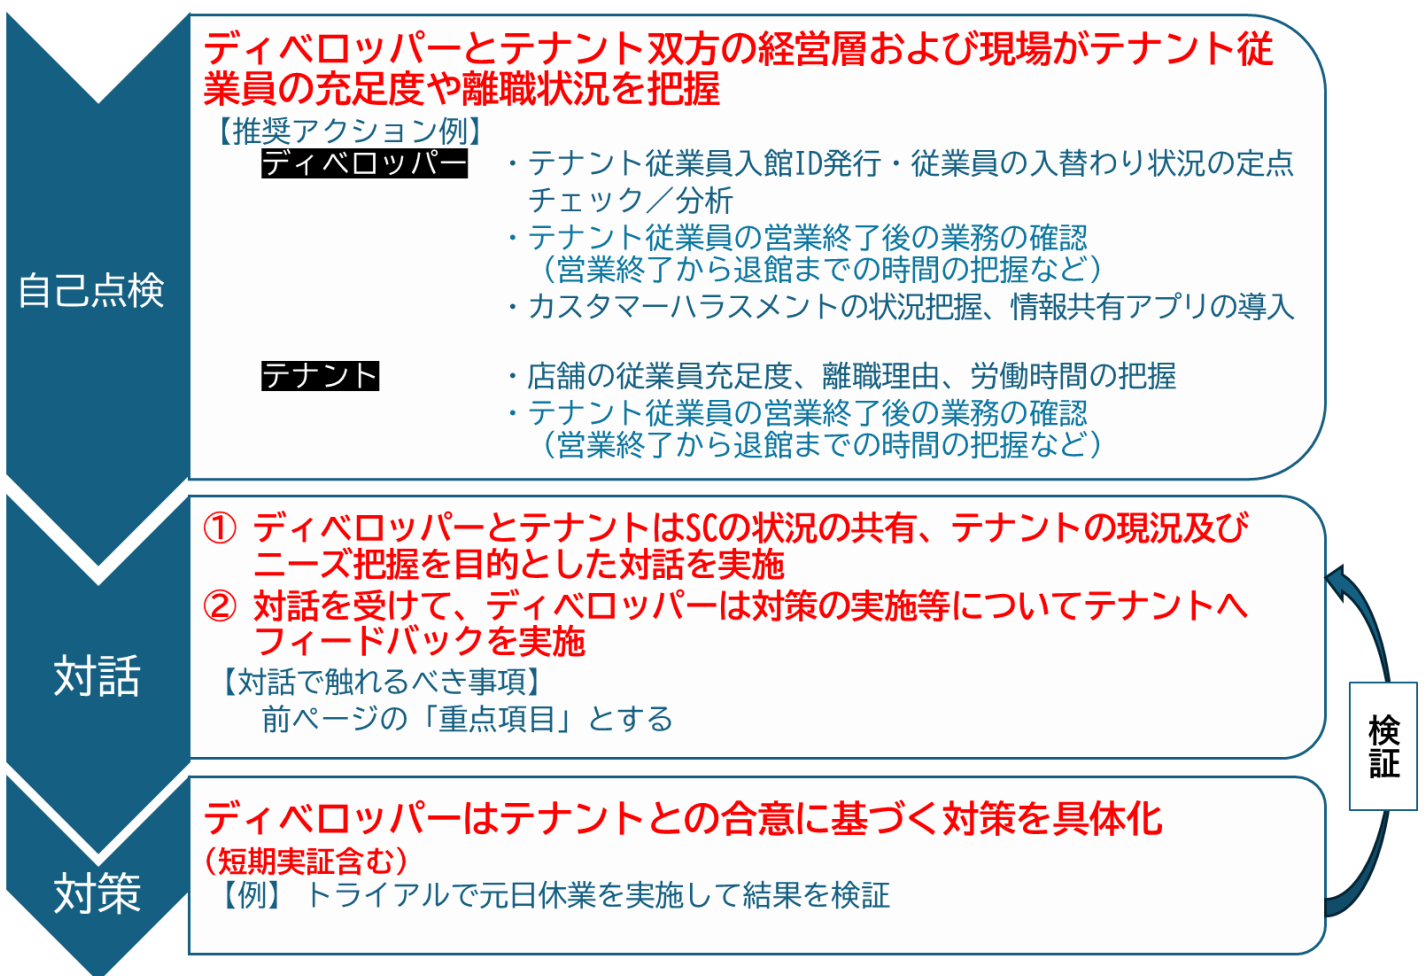 自己点検
ディベロッパーとテナント双方の経営層および現場がテナント従
業員の充足度や離職状況を把握
【推奨アクション例】
ディベロッパー ・テナント従業員入館ID発行・従業員の入替わり状況の定点
チェック／分析
・テナント従業員の営業終了後の業務の確認
（営業終了から退館までの時間の把握など）
・カスタマーハラスメントの状況把握、情報共有アプリの導入
テナント ・店舗の従業員充足度、離職理由、労働時間の把握
・テナント従業員の営業終了後の業務の確認
（営業終了から退館までの時間の把握など）
対話
① ディベロッパーとテナントはSCの状況の共有、テナントの現況及び
ニーズ把握を目的とした対話を実施
② 対話を受けて、ディベロッパーは対策の実施等についてテナントへ
フィードバックを実施
【対話で触れるべき事項】
前ページの「重点項目」とする
対策
ディベロッパーはテナントとの合意に基づく対策を具体化
（短期実証含む）
【例】 トライアルで元日休業を実施して結果を検証
検証